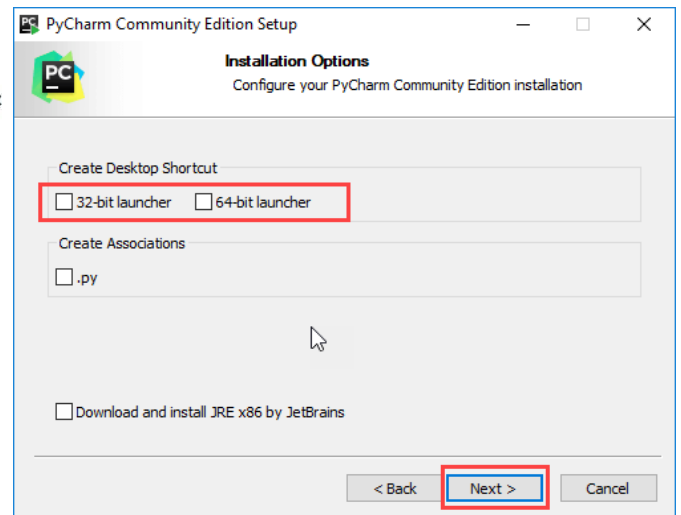 PC PyCharm Community Edition Setup
PC
Installation Options
Configure your PyCharm Community Edition installation
Create Desktop Shortcut
32-bit launcher 64-bit launcher
Create Associations
.py
Download and install JRE x86 by JetBrains
< Back Next > Cancel